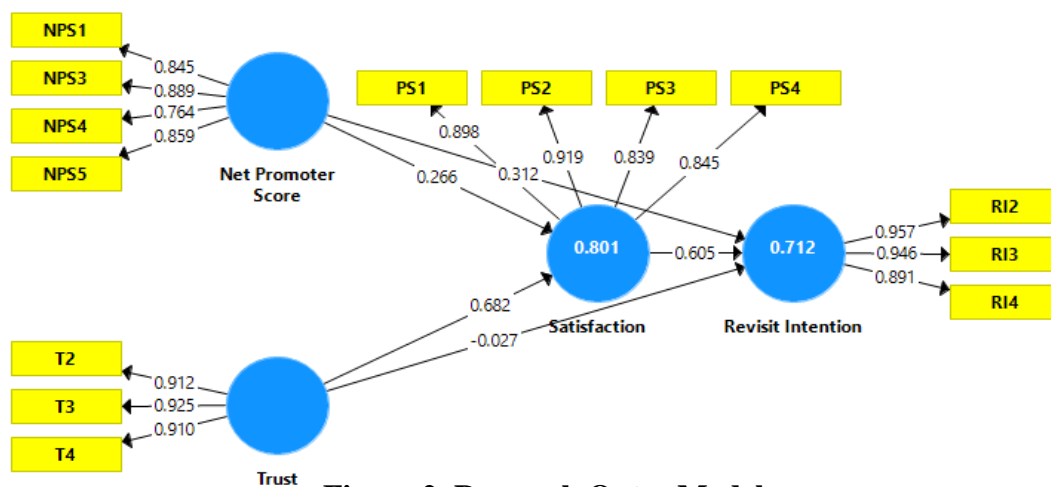 NPS1
NPS3
NPS4
NPS5
0.845
0.889
0.764
0.859
Net Promoter
Score
PS1
PS2
PS3
PS4
0.898
0.919
0.839
0.845
0.266
0.312
0.801
0.605
0.712
Satisfaction
Revisit Intention
0.957
0.946
0.891
RI2
RI3
RI4
0.682
-0.027
T2
T3
T4
0.912
0.925
0.910
Trust